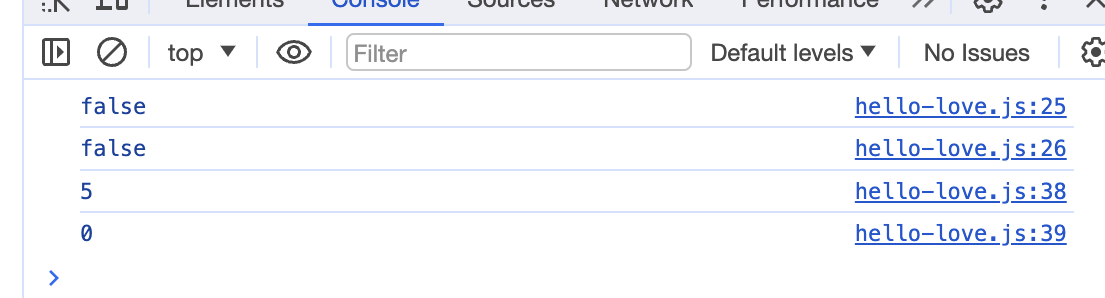 Elements Console Sources Network Performance
top Filter Default levels No Issues
false hello-love.js:25
false hello-love.js:26
5 hello-love.js:38
0 hello-love.js:39